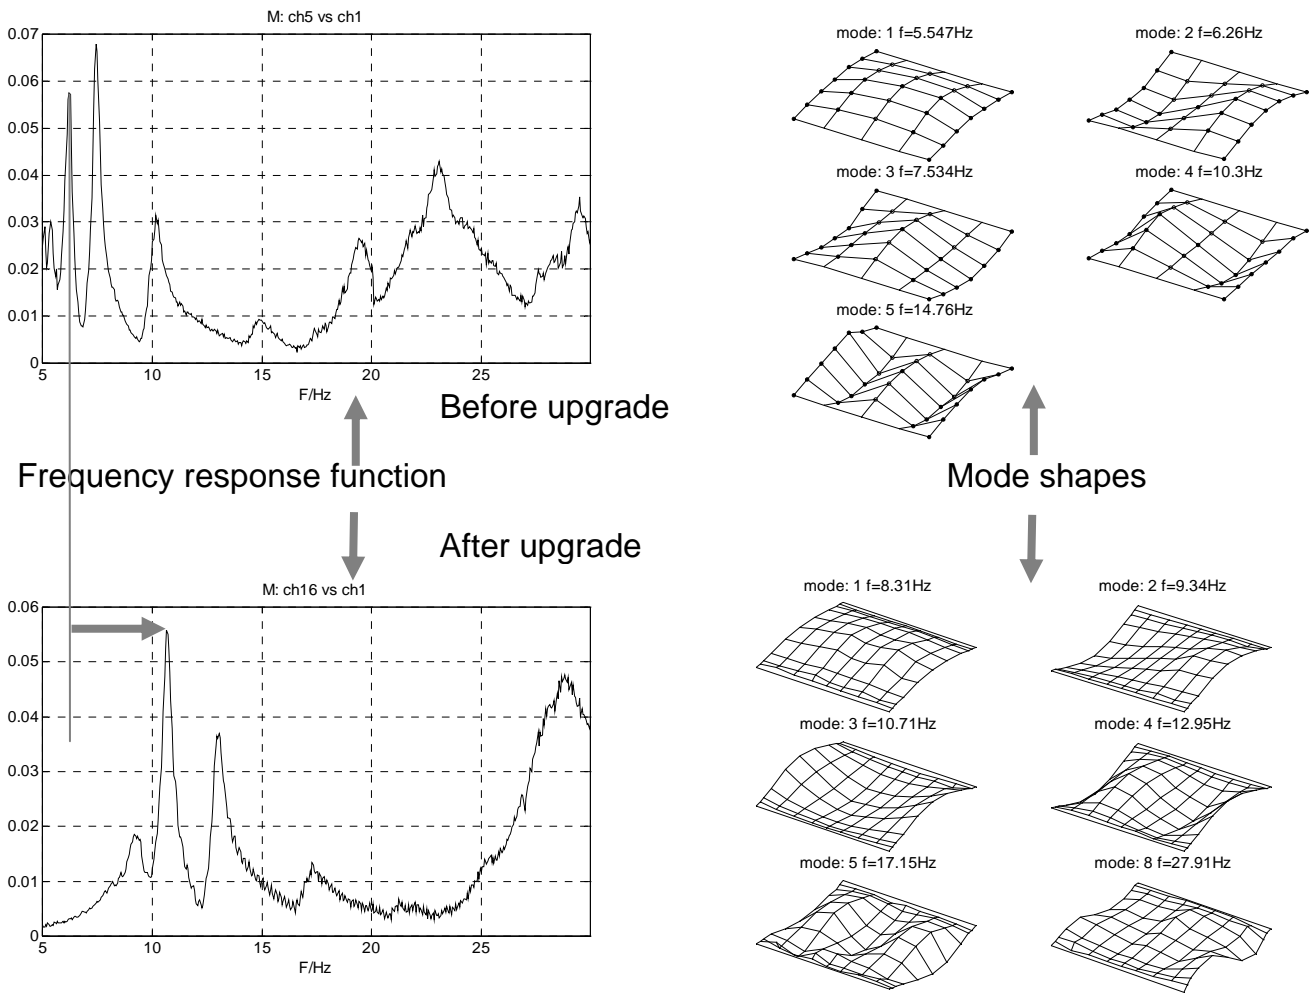 M: ch5 vs ch1
0.07
0.06
0.05
0.04
0.03
0.02
0.01
0
5
10
15
20
25
F/Hz
mode: 1 f=5.547Hz
mode: 2 f=6.26Hz
mode: 3 f=7.534Hz
mode: 4 f=10.3Hz
mode: 5 f=14.76Hz
Before upgrade
Frequency response function
Mode shapes
After upgrade
M: ch16 vs ch1
0.06
0.05
0.04
0.03
0.02
0.01
0
5
10
15
20
25
F/Hz
mode: 1 f=8.31Hz
mode: 2 f=9.34Hz
mode: 3 f=10.71Hz
mode: 4 f=12.95Hz
mode: 5 f=17.15Hz
mode: 8 f=27.91Hz